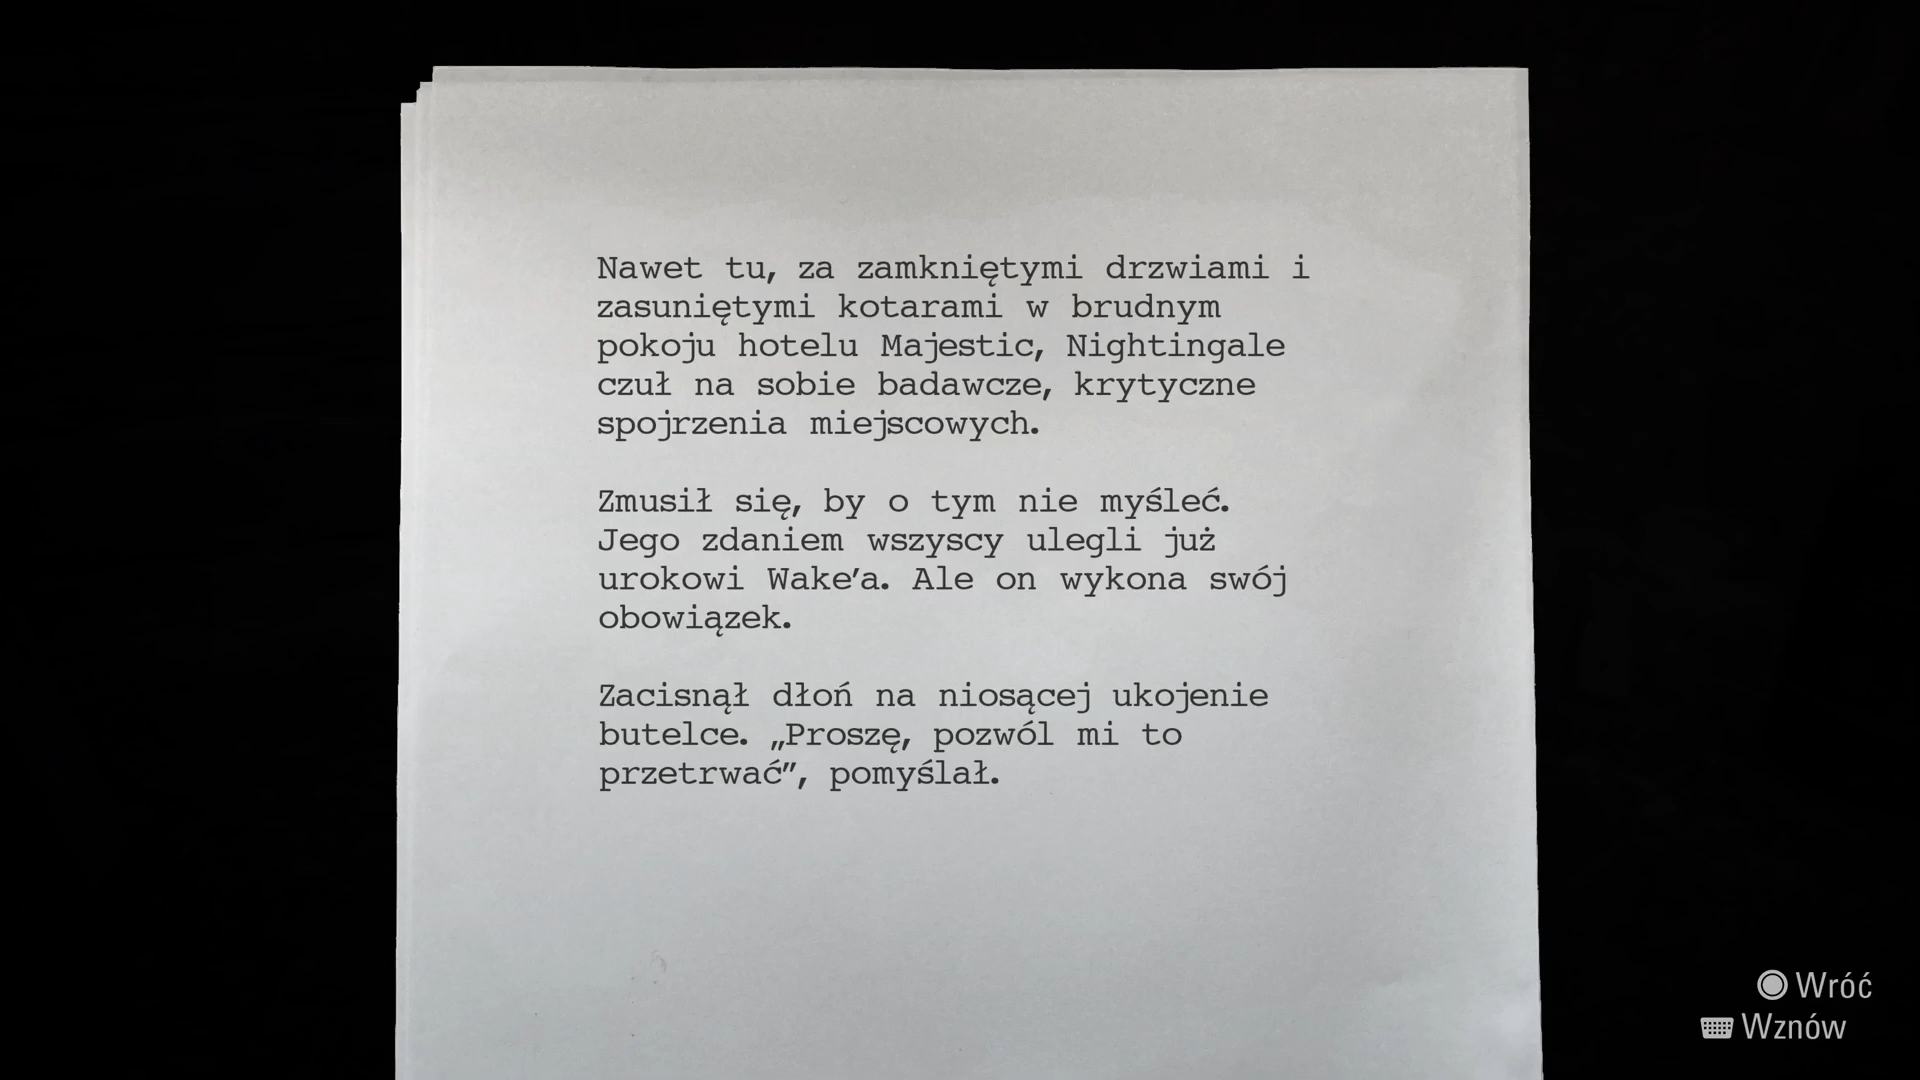 Nawet tu, za zamkniętymi drzwiami i
zasuniętymi kotarami w brudnym
pokoju hotelu Majestic, Nightingale
czuł na sobie badawcze, krytyczne
spojrzenia miejscowych.
Zmusił się, by o tym nie myśleć.
Jego zdaniem wszyscy ulegli już
urokowi Wake'a. Ale on wykona swój
obowiązek.
Zacisnął dłoń na niosącej ukojenie
butelce. „Proszę, pozwól mi to
przetrwać”, pomyślał.
Wróć
Wznów